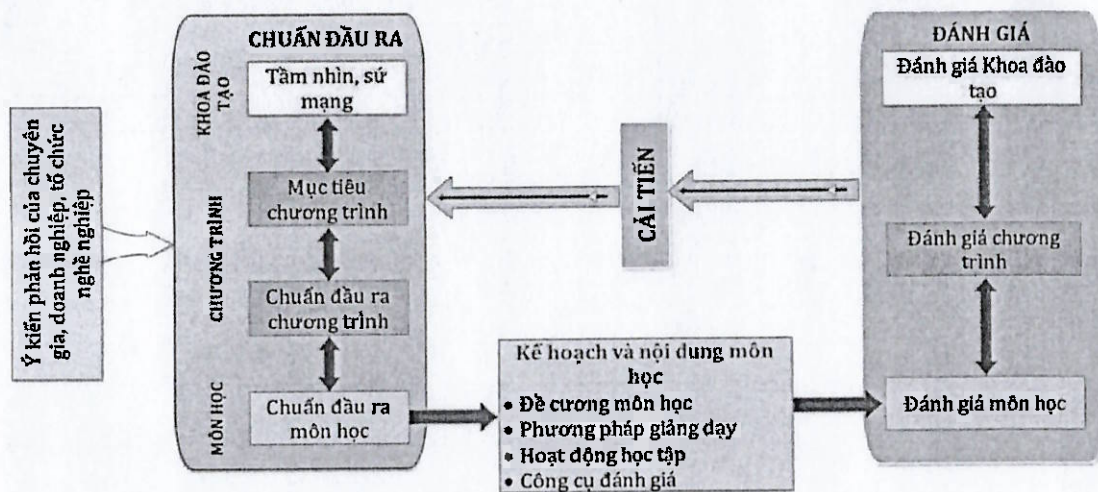 Ý kiến phản hồi của chuyên
gia, doanh nghiệp, tổ chức
nghề nghiệp
CHUẨN ĐẦU RA
KHOA ĐÀO
TẠO
Tầm nhìn, sứ
mạng
CHƯƠNG TRÌNH
Mục tiêu
chương trình
Chuẩn đầu ra
chương trình
MÔN HỌC
Chuẩn đầu ra
môn học
CẢI TIẾN
Kế hoạch và nội dung môn
học
• Đề cương môn học
• Phương pháp giảng dạy
• Hoạt động học tập
• Công cụ đánh giá
ĐÁNH GIÁ
Đánh giá Khoa đào
tạo
Đánh giá chương
trình
Đánh giá môn học